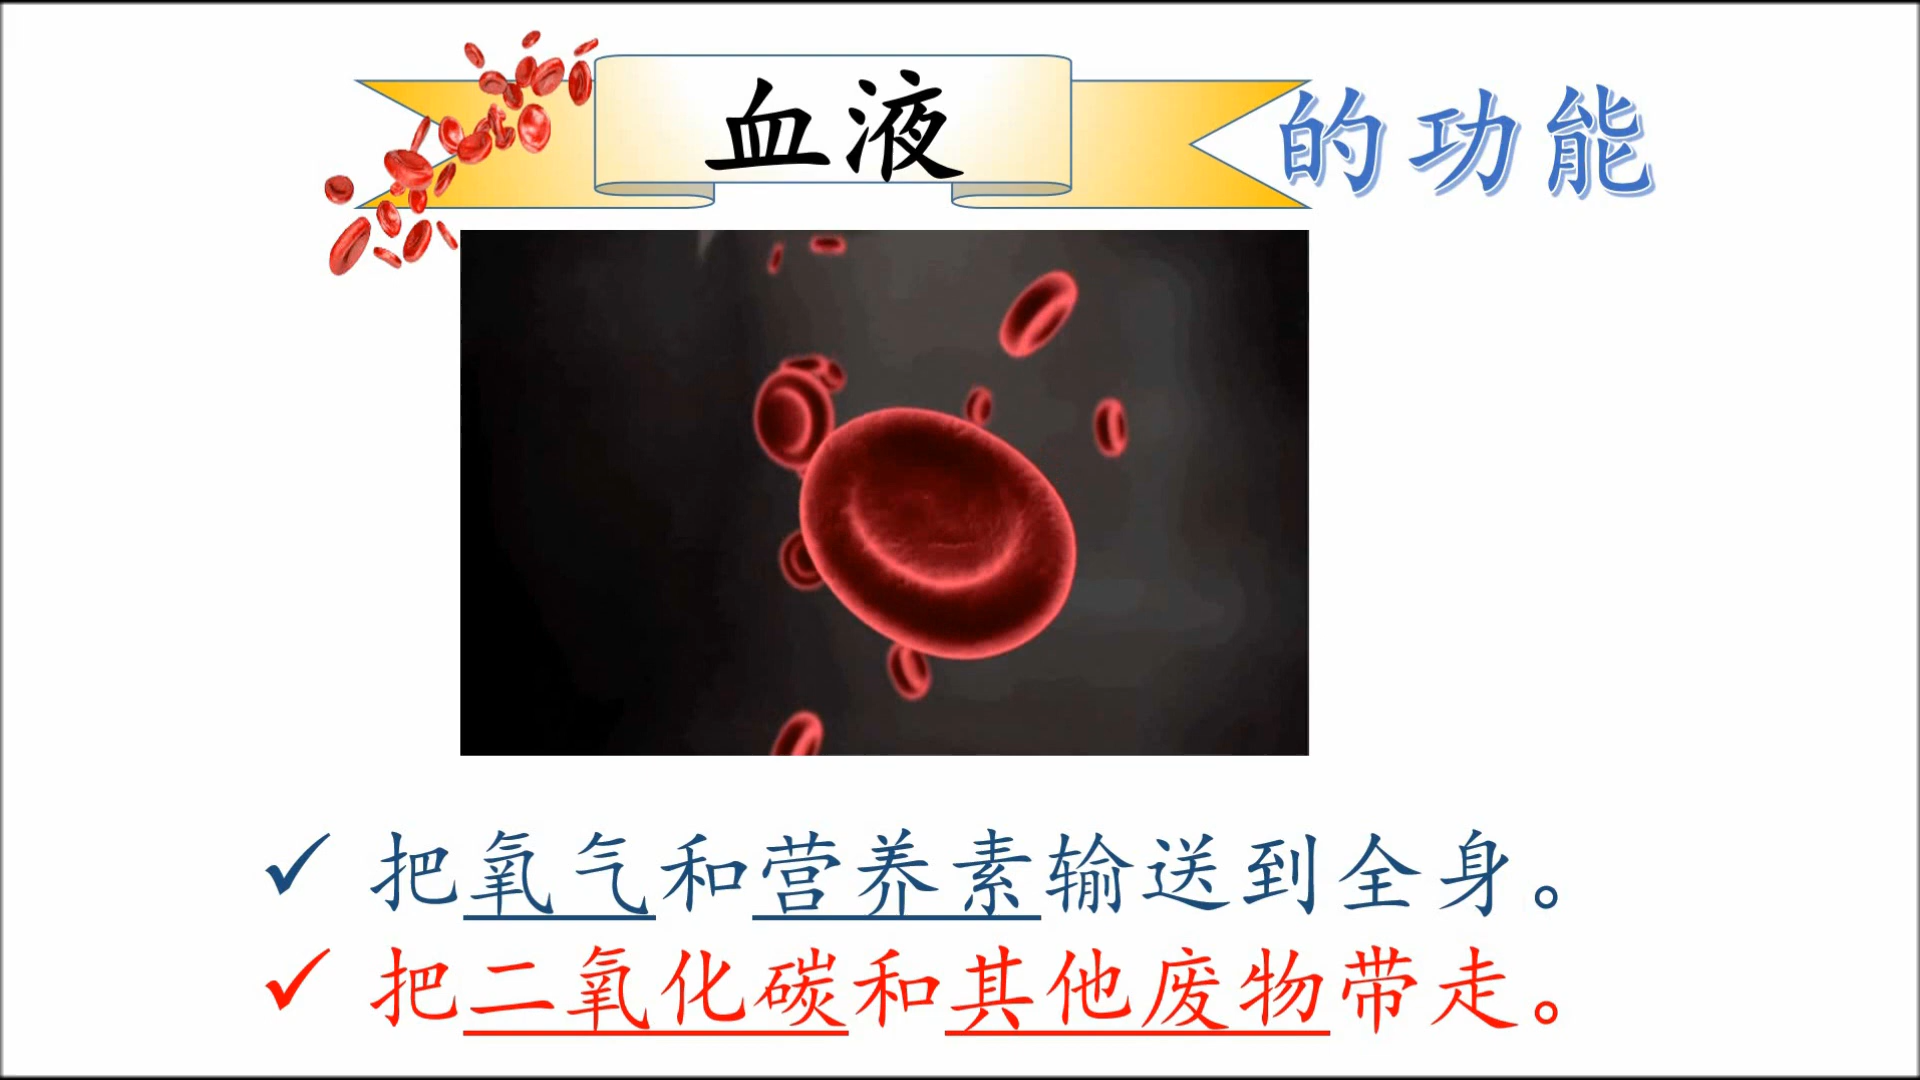 血液的功能
✓ 把氧气和营养素输送到全身。
✓ 把二氧化碳和其他废物带走。